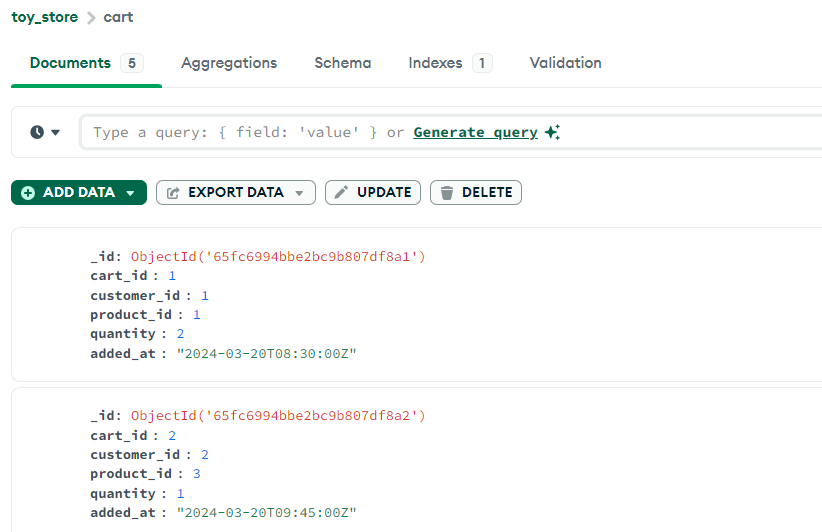 toy_store > cart
Documents 5 Aggregations Schema Indexes 1 Validation
Type a query: { field: 'value' } or Generate query
ADD DATA EXPORT DATA UPDATE DELETE
_id: ObjectId('65fc6994bbe2bc9b807df8a1')
cart_id : 1
customer_id : 1
product_id : 1
quantity : 2
added_at : "2024-03-20T08:30:00Z"
_id: ObjectId('65fc6994bbe2bc9b807df8a2')
cart_id : 2
customer_id : 2
product_id : 3
quantity : 1
added_at : "2024-03-20T09:45:00Z"